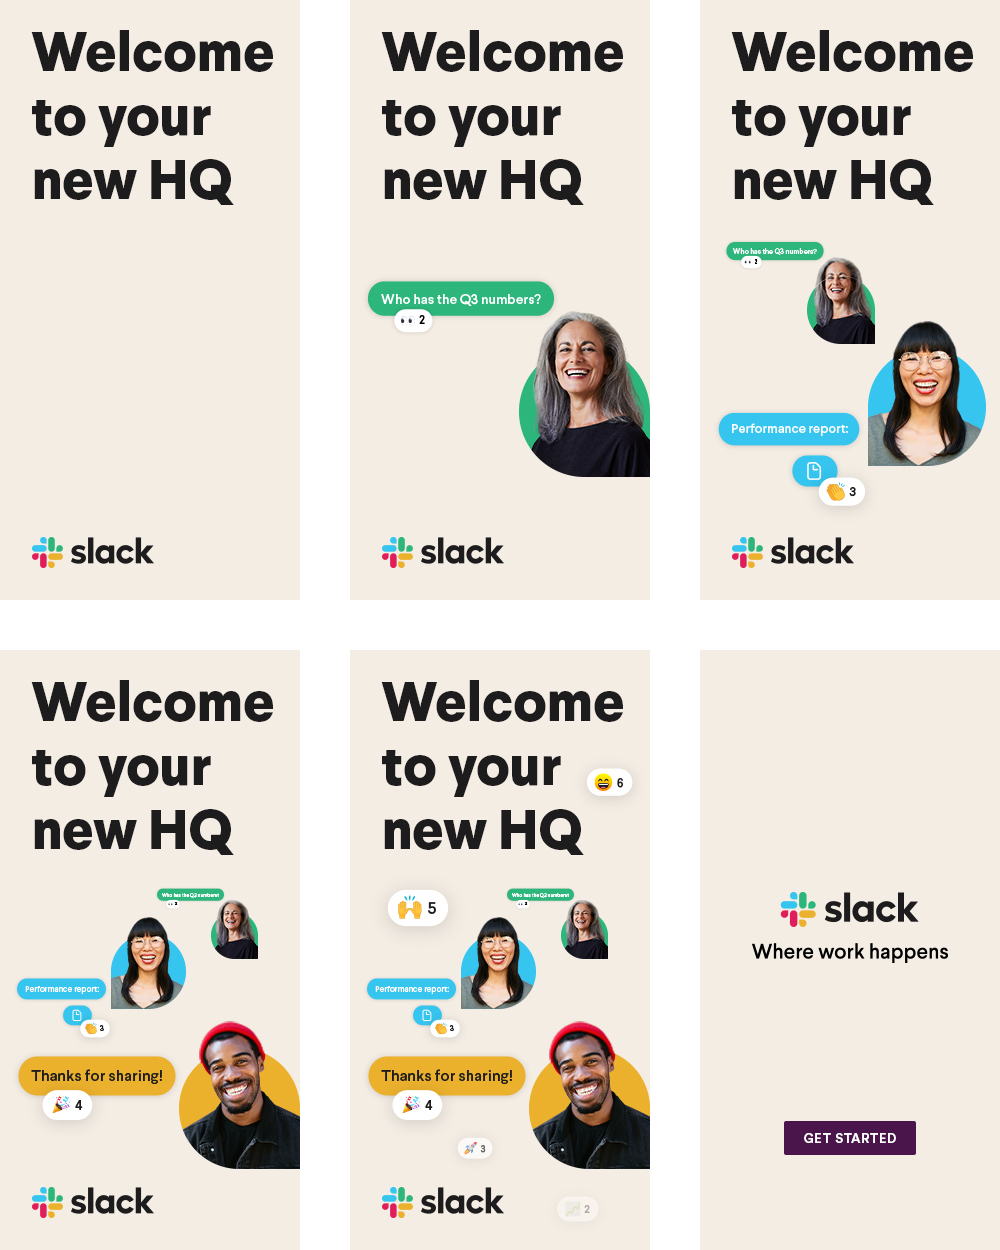 Welcome
to your
new HQ
slack
Welcome
to your
new HQ
Who has the Q3 numbers?
2
slack
Welcome
to your
new HQ
Who has the Q3 numbers?
2
Performance report:
3
slack
Welcome
to your
new HQ
Who has the Q3 numbers?
2
Performance report:
3
Thanks for sharing!
4
slack
Welcome
to your
6
new HQ
Who has the Q3 numbers?
2
5
Performance report:
3
Thanks for sharing!
4
3
slack
2
slack
Where work happens
GET STARTED